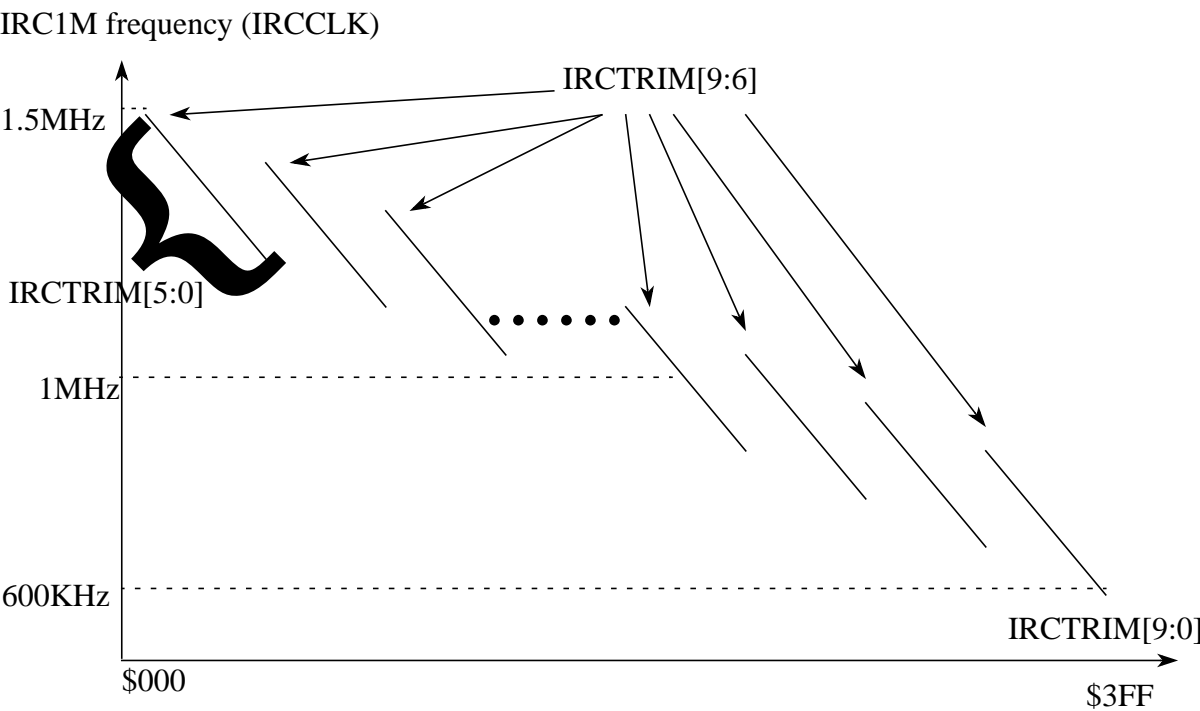 IRC1M frequency (IRCCLK)
IRCTRIM[9:6]
1.5MHz
IRCTRIM[5:0]
1MHz
600KHz
IRCTRIM[9:0]
$000
$3FF